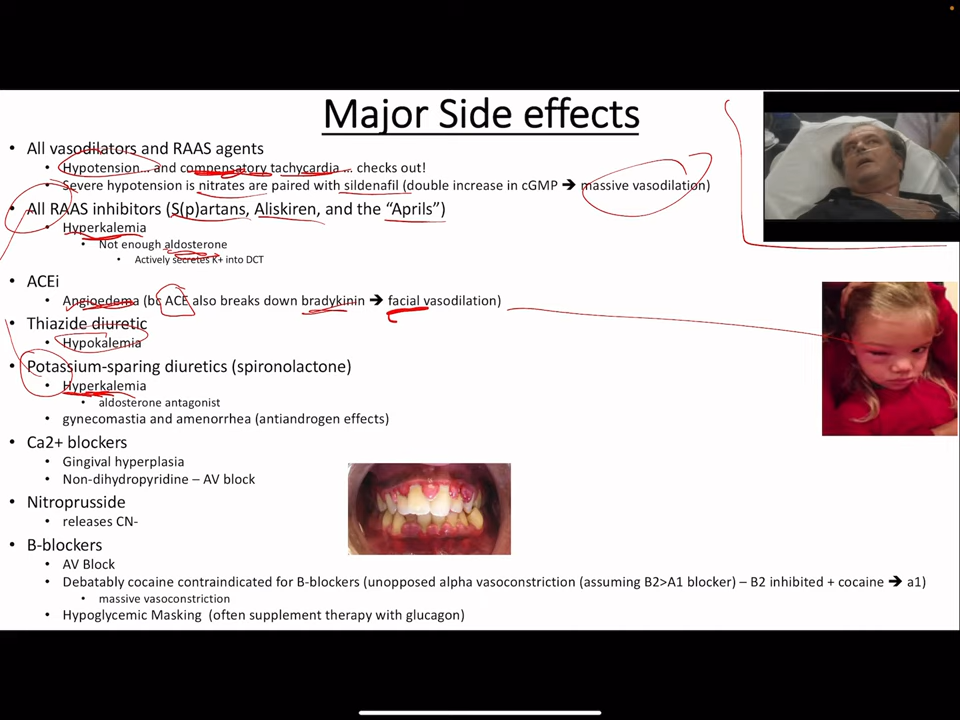 Major Side effects
• All vasodilators and RAAS agents
• Hypotension… and compensatory tachycardia … checks out!
• Severe hypotension is nitrates are paired with sildenafil (double increase in cGMP → massive vasodilation)
• All RAAS inhibitors (S(p)artans, Aliskiren, and the “Aprils”)
• Hyperkalemia
• Not enough aldosterone
• Actively secretes K+ into DCT
• ACEi
• Angioedema (bc ACE also breaks down bradykinin → facial vasodilation)
• Thiazide diuretic
• Hypokalemia
• Potassium-sparing diuretics (spironolactone)
• Hyperkalemia
• aldosterone antagonist
• gynecomastia and amenorrhea (antiandrogen effects)
• Ca2+ blockers
• Gingival hyperplasia
• Non-dihydropyridine – AV block
• Nitroprusside
• releases CN-
• B-blockers
• AV Block
• Debatably cocaine contraindicated for B-blockers (unopposed alpha vasoconstriction (assuming B2>A1 blocker) – B2 inhibited + cocaine → a1)
• massive vasoconstriction
• Hypoglycemic Masking  (often supplement therapy with glucagon)